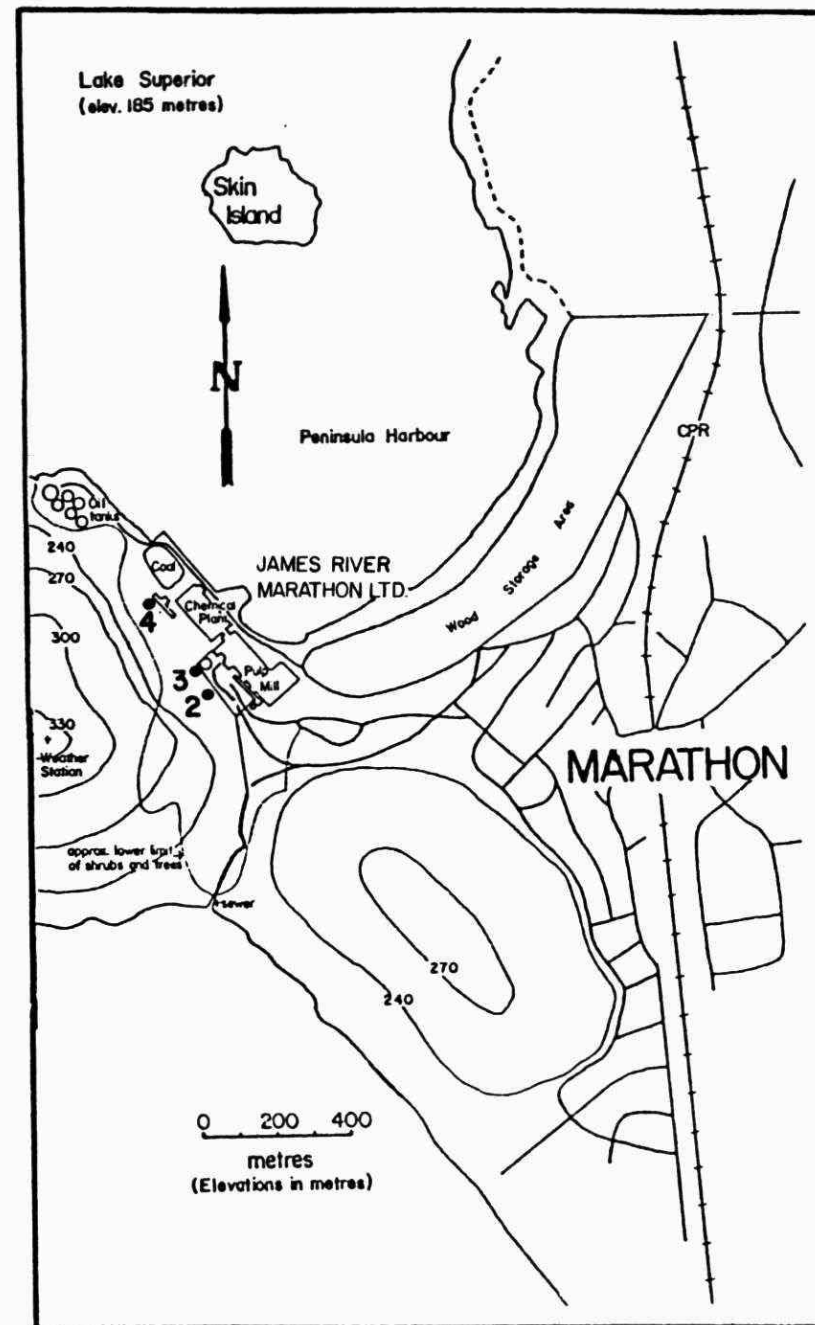 Lake Superior
(elev. 185 metres)
Skin
Island
N
Peninsula Harbour
CPR
Oil
tanks
240
270
300
330
Coal
JAMES RIVER
MARATHON LTD.
Chemical
Plant
Wood Storage Area
4
3
2
Pulp
Mill
+
Weather
Station
MARATHON
approx. lower limit
of shrubs and trees
sewer
270
240
0 200 400
metres
(Elevations in metres)